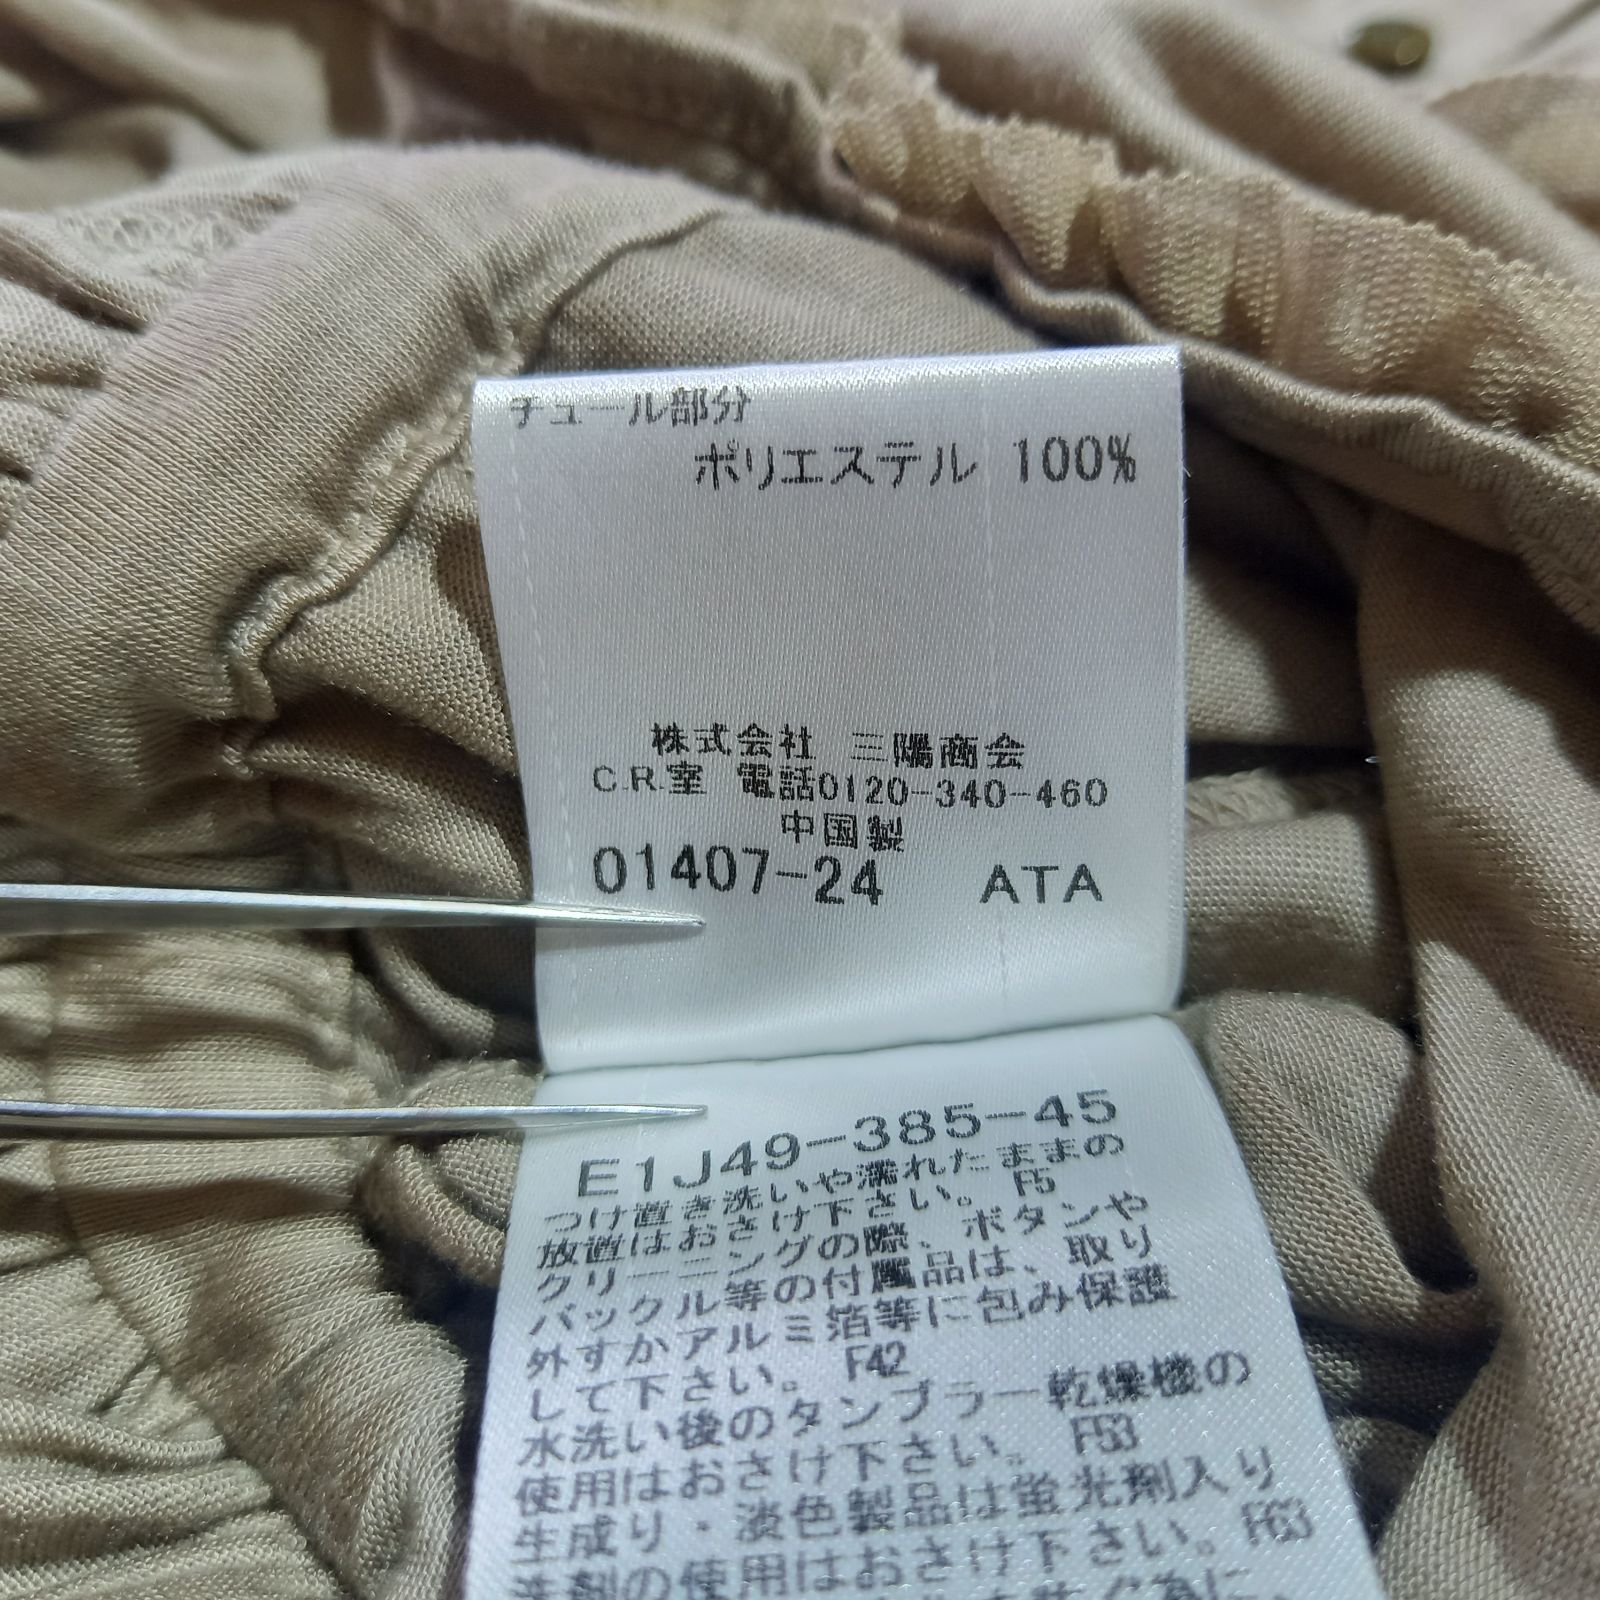 チュール部分
ポリエステル 100%
株式会社 三陽商会
C.R.室 電話0120-340-460
中国製
01407-24 ATA
E1J49-385-45
つけ置き洗いや濡れたままの
放置はおさけ下さい。 F5
クリーニングの際、ボタンや
バックル等の付属品は、取り
外すかアルミ箔等に包み保護
して下さい。 F42
水洗い後のタンブラー乾燥機の
使用はおさけ下さい。 F53
生成り・淡色製品は蛍光剤入り
洗剤の使用はおさけ下さい。 F63